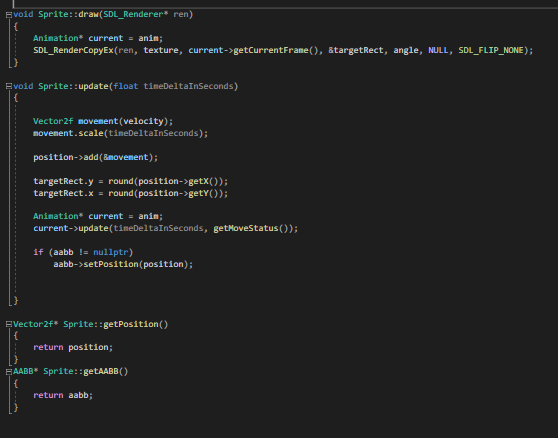 void Sprite::draw(SDL_Renderer* ren)
{
    Animation* current = anim;
    SDL_RenderCopyEx(ren, texture, current->getCurrentFrame(), &targetRect, angle, NULL, SDL_FLIP_NONE);
}
void Sprite::update(float timeDeltaInSeconds)
{
    Vector2f movement(velocity);
    movement.scale(timeDeltaInSeconds);
    position->add(&movement);
    targetRect.y = round(position->getX());
    targetRect.x = round(position->getY());
    Animation* current = anim;
    current->update(timeDeltaInSeconds, getMoveStatus());
    if (aabb != nullptr)
        aabb->setPosition(position);
}
Vector2f* Sprite::getPosition()
{
    return position;
}
AABB* Sprite::getAABB()
{
    return aabb;
}